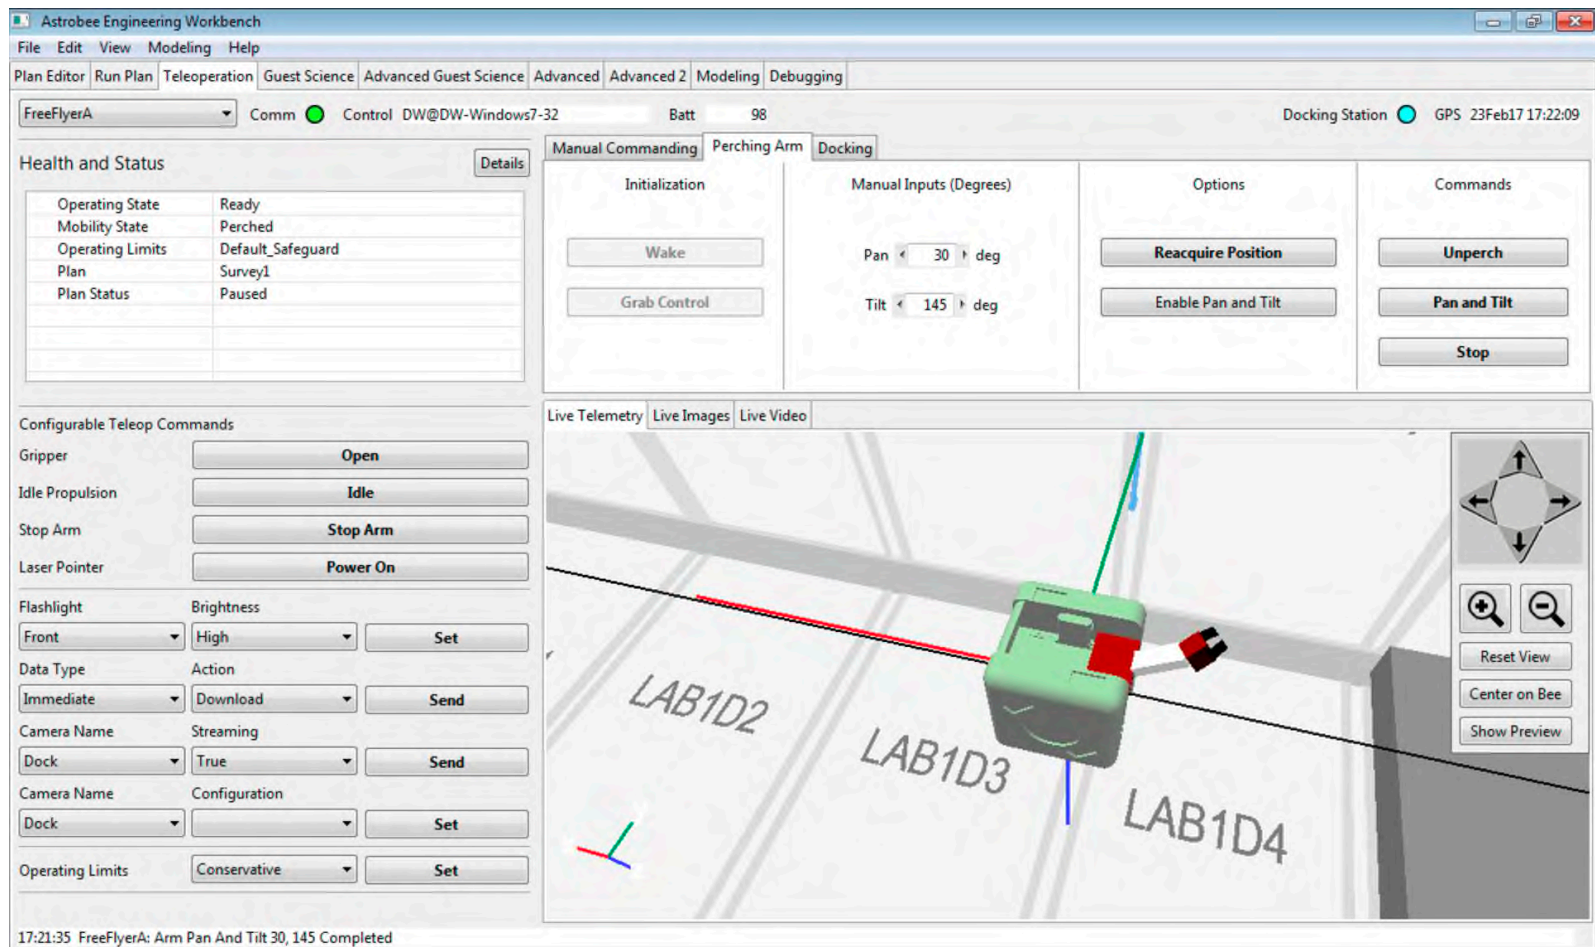 Astrobee Engineering Workbench
File Edit View Modeling Help
Plan Editor Run Plan Teleoperation Guest Science Advanced Guest Science Advanced Advanced 2 Modeling Debugging
FreeFlyerA Comm Control DW@DW-Windows7-32 Batt 98 Docking Station GPS 23Feb17 17:22:09
Health and Status Details
Operating State Ready
Mobility State Perched
Operating Limits Default_Safeguard
Plan Survey1
Plan Status Paused
Manual Commanding Perching Arm Docking
Initialization Manual Inputs (Degrees) Options Commands
Wake Pan 30 deg Reacquire Position Unperch
Grab Control Tilt 145 deg Enable Pan and Tilt Pan and Tilt
Stop
Configurable Teleop Commands
Gripper Open
Idle Propulsion Idle
Stop Arm Stop Arm
Laser Pointer Power On
Flashlight Brightness
Front High Set
Data Type Action
Immediate Download Send
Camera Name Streaming
Dock True Send
Camera Name Configuration
Dock Set
Operating Limits Conservative Set
Live Telemetry Live Images Live Video
LAB1D2
LAB1D3
LAB1D4
Reset View
Center on Bee
Show Preview
17:21:35 FreeFlyerA: Arm Pan And Tilt 30, 145 Completed